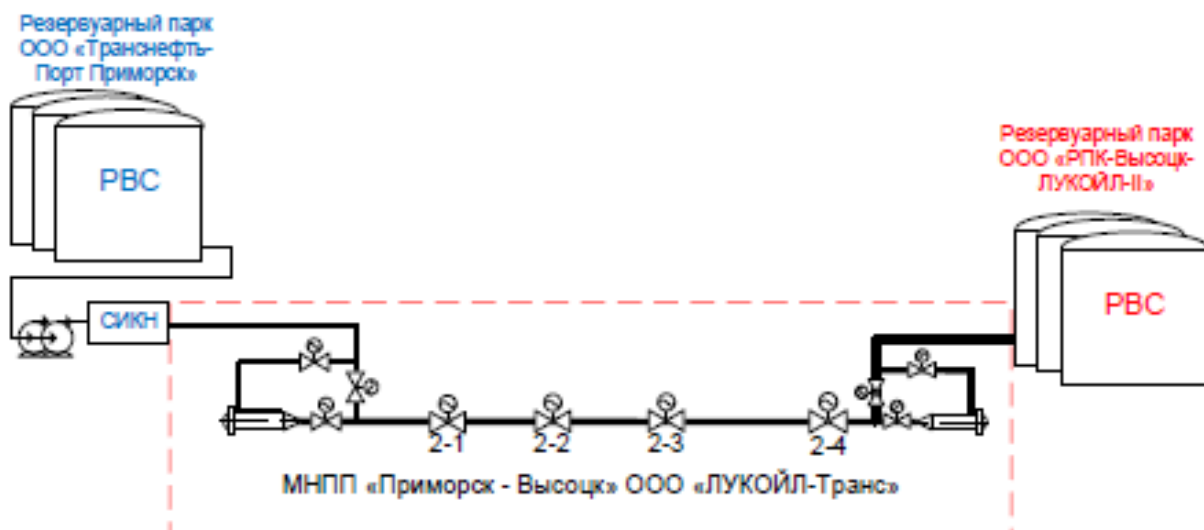 Резервуарный парк
ООО «Транснефть-
Порт Приморск»
РВС
Резервуарный парк
ООО «РПК-Высоцк-
ЛУКОЙЛ-II»
РВС
СИКН
2-1
2-2
2-3
2-4
МНПП «Приморск - Высоцк» ООО «ЛУКОЙЛ-Транс»